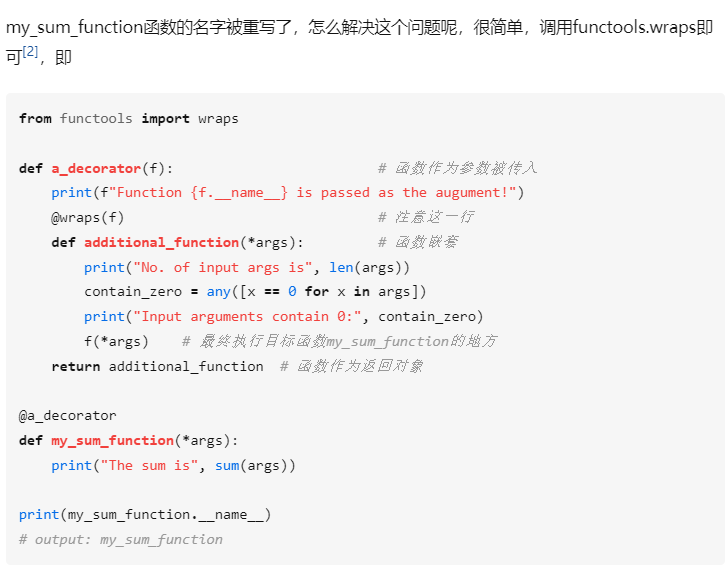 my_sum_function函数的名字被重写了，怎么解决这个问题呢，很简单，调用functools.wraps即
可[2]，即
from functools import wraps
def a_decorator(f):                              # 函数作为参数被传入
    print(f"Function {f.__name__} is passed as the augument!")
    @wraps(f)                               # 注意这一行
    def additional_function(*args):         # 函数嵌套
        print("No. of input args is", len(args))
        contain_zero = any([x == 0 for x in args])
        print("Input arguments contain 0:", contain_zero)
        f(*args)    # 最终执行目标函数my_sum_function的地方
    return additional_function  # 函数作为返回对象
@a_decorator
def my_sum_function(*args):
    print("The sum is", sum(args))
print(my_sum_function.__name__)
# output: my_sum_function